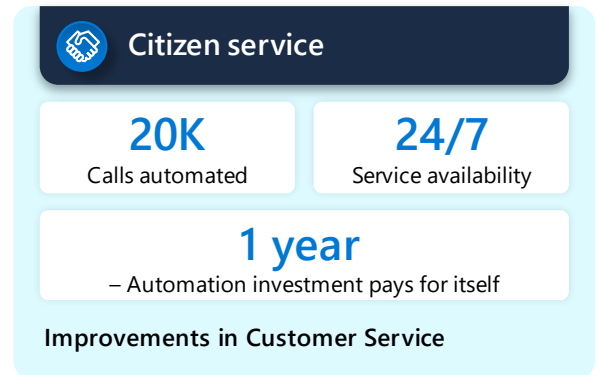 Citizen service
20K
Calls automated
24/7
Service availability
1 year
– Automation investment pays for itself
Improvements in Customer Service